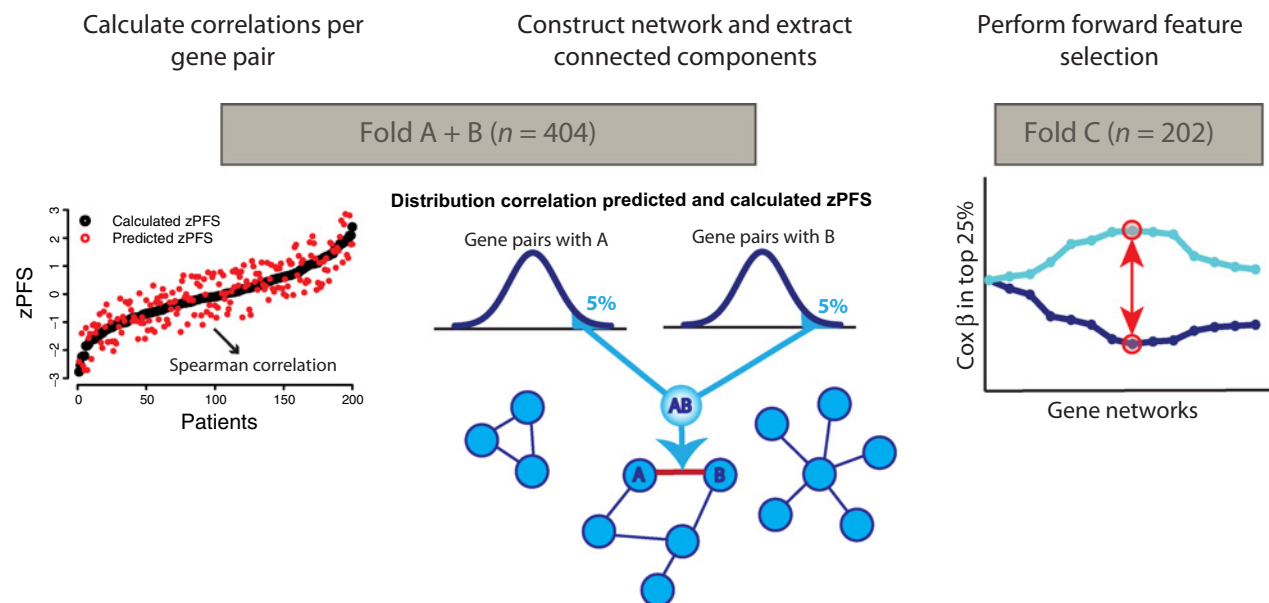 Calculate correlations per
gene pair
Construct network and extract
connected components
Perform forward feature
selection
Fold A + B (n = 404)
Fold C (n = 202)
zPFS
3
2
1
0
−1
−2
−3
Calculated zPFS
Predicted zPFS
Spearman correlation
0
50
100
150
200
Patients
Distribution correlation predicted and calculated zPFS
Gene pairs with A
Gene pairs with B
5%
5%
AB
A
B
Cox β in top 25%
Gene networks